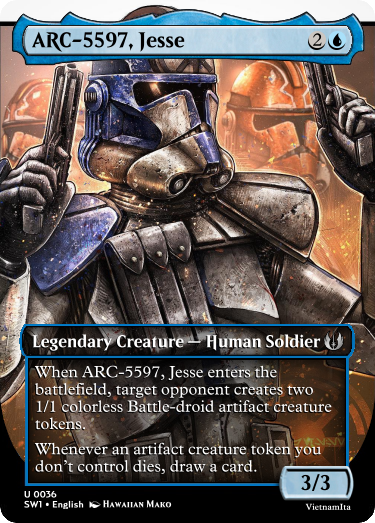 ARC-5597, Jesse 2
Legendary Creature — Human Soldier
When ARC-5597, Jesse enters the
battlefield, target opponent creates two
1/1 colorless Battle-droid artifact creature
tokens.
Whenever an artifact creature token you
don't control dies, draw a card.
3/3
U 0036
SW1 • English Hawaiian Mako
VietnamIta